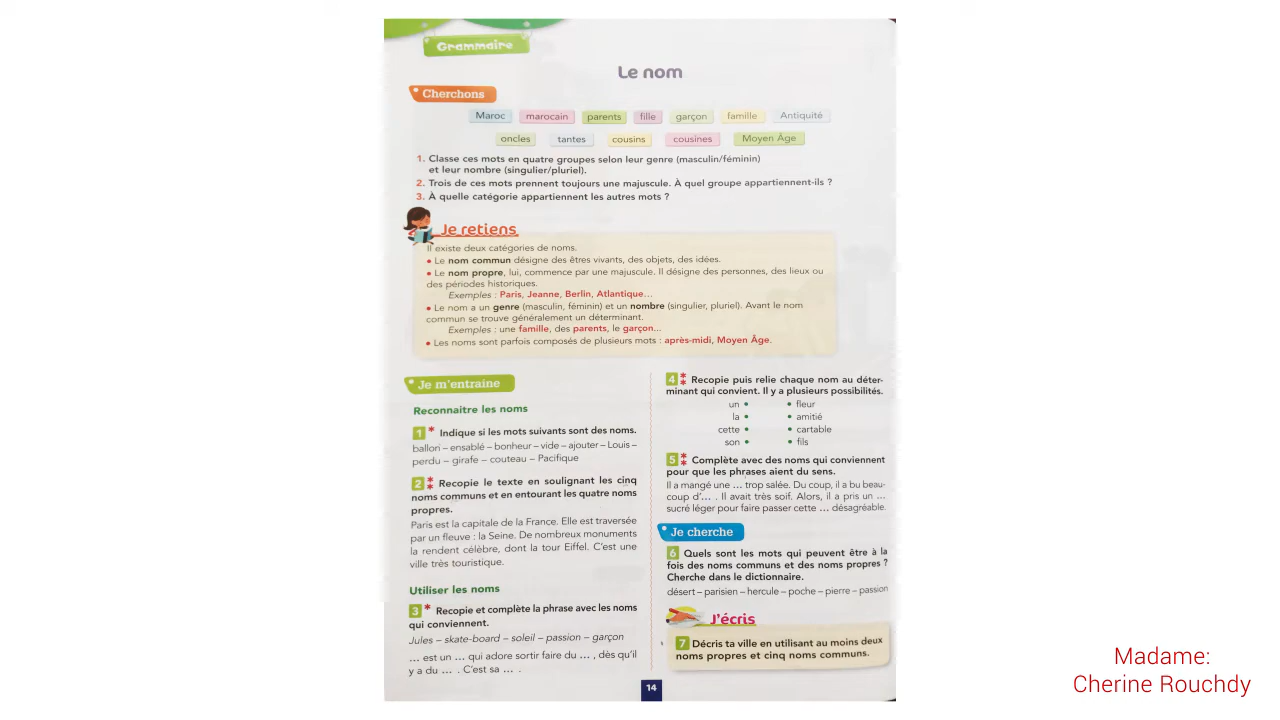 Grammaire
Le nom
Cherchons
Maroc marocain parents fille garçon famille Antiquité
oncles tantes cousins cousines Moyen Âge
1. Classe ces mots en quatre groupes selon leur genre (masculin/féminin)
et leur nombre (singulier/pluriel).
2. Trois de ces mots prennent toujours une majuscule. À quel groupe appartiennent-ils ?
3. À quelle catégorie appartiennent les autres mots ?
Je retiens
Il existe deux catégories de noms.
• Le nom commun désigne des êtres vivants, des objets, des idées.
• Le nom propre, lui, commence par une majuscule. Il désigne des personnes, des lieux ou
des périodes historiques.
Exemples : Paris, Jeanne, Berlin, Atlantique...
• Le nom a un genre (masculin, féminin) et un nombre (singulier, pluriel). Avant le nom
commun se trouve généralement un déterminant.
Exemples : une famille, des parents, le garçon...
• Les noms sont parfois composés de plusieurs mots : après-midi, Moyen Âge.
Je m'entraine
Reconnaitre les noms
1 * Indique si les mots suivants sont des noms.
ballon – ensablé – bonheur – vide – ajouter – Louis –
perdu – girafe – couteau – Pacifique
2 ** Recopie le texte en soulignant les cinq
noms communs et en entourant les quatre noms
propres.
Paris est la capitale de la France. Elle est traversée
par un fleuve : la Seine. De nombreux monuments
la rendent célèbre, dont la tour Eiffel. C'est une
ville très touristique.
Utiliser les noms
3 * Recopie et complète la phrase avec les noms
qui conviennent.
Jules – skate-board – soleil – passion – garçon
... est un ... qui adore sortir faire du ... , dès qu'il
y a du ... . C'est sa ... .
4 ** Recopie puis relie chaque nom au déter-
minant qui convient. Il y a plusieurs possibilités.
un • • fleur
la • • amitié
cette • • cartable
son • • fils
5 ** Complète avec des noms qui conviennent
pour que les phrases aient du sens.
Il a mangé une ... trop salée. Du coup, il a bu beau-
coup d'... . Il avait très soif. Alors, il a pris un ...
sucré léger pour faire passer cette ... désagréable.
Je cherche
6 Quels sont les mots qui peuvent être à la
fois des noms communs et des noms propres ?
Cherche dans le dictionnaire.
désert – parisien – hercule – poche – pierre – passion
J'écris
7 Décris ta ville en utilisant au moins deux
noms propres et cinq noms communs.
14
Madame:
Cherine Rouchdy